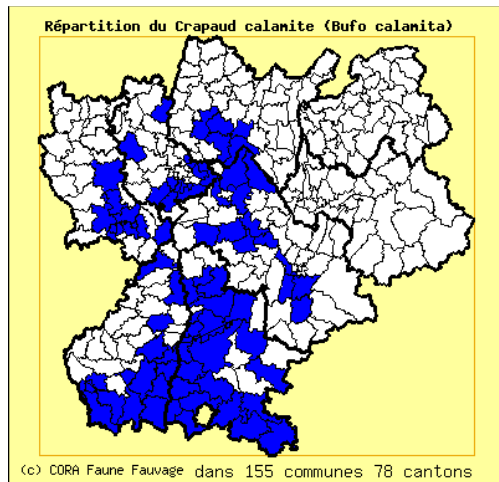 Répartition du Crapaud calamite (Bufo calamita)
(c) CORA Faune Fauvage dans 155 communes 78 cantons